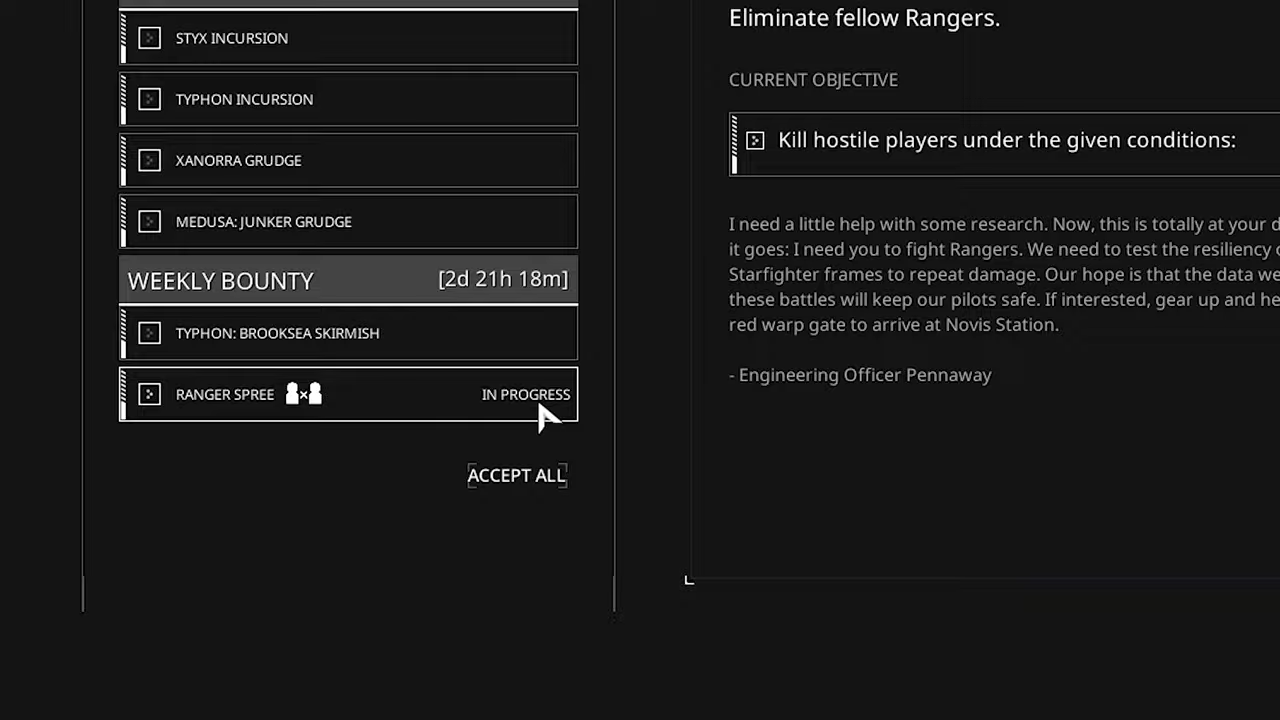 STYX INCURSION
TYPHON INCURSION
XANORRA GRUDGE
MEDUSA: JUNKER GRUDGE
WEEKLY BOUNTY [2d 21h 18m]
TYPHON: BROOKSEA SKIRMISH
RANGER SPREE IN PROGRESS
ACCEPT ALL
Eliminate fellow Rangers.
CURRENT OBJECTIVE
Kill hostile players under the given conditions:
I need a little help with some research. Now, this is totally at your
it goes: I need you to fight Rangers. We need to test the resiliency
Starfighter frames to repeat damage. Our hope is that the data we
these battles will keep our pilots safe. If interested, gear up and
red warp gate to arrive at Novis Station.
- Engineering Officer Pennaway